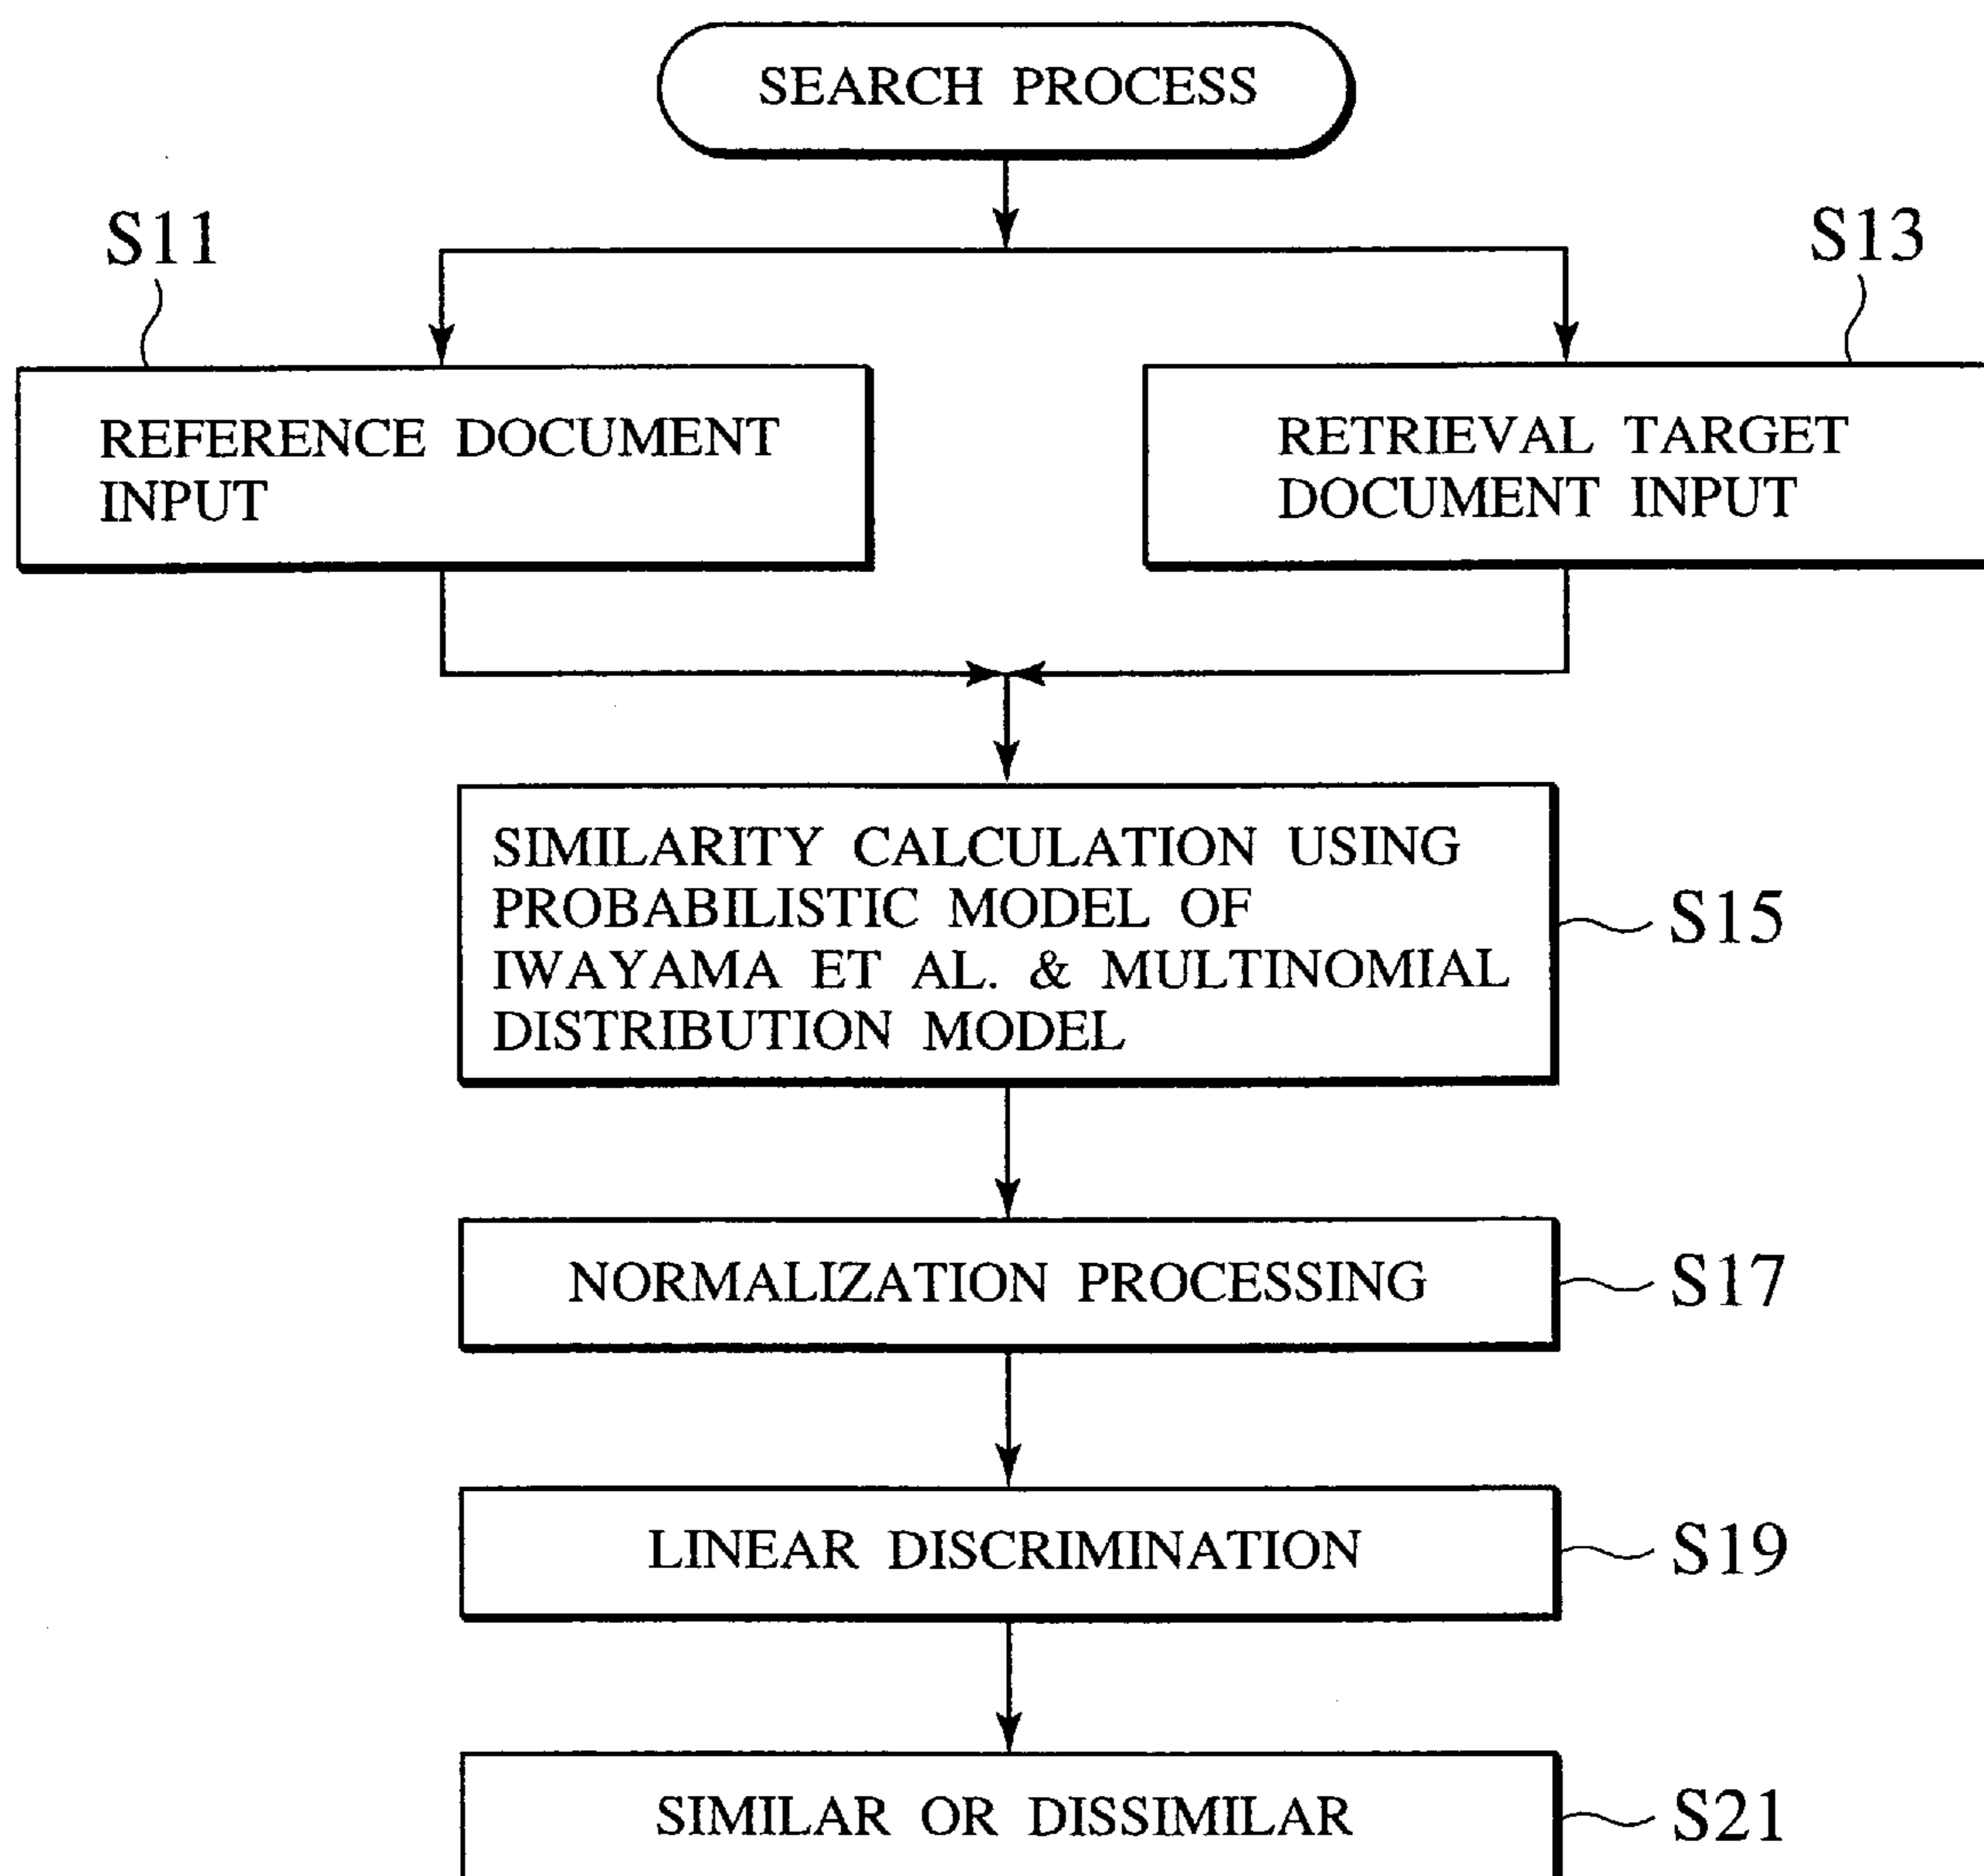 SEARCH PROCESS
S11
S13
REFERENCE DOCUMENT
INPUT
RETRIEVAL TARGET
DOCUMENT INPUT
SIMILARITY CALCULATION USING
PROBABILISTIC MODEL OF
IWAYAMA ET AL. & MULTINOMIAL
DISTRIBUTION MODEL
S15
NORMALIZATION PROCESSING
S17
LINEAR DISCRIMINATION
S19
SIMILAR OR DISSIMILAR
S21